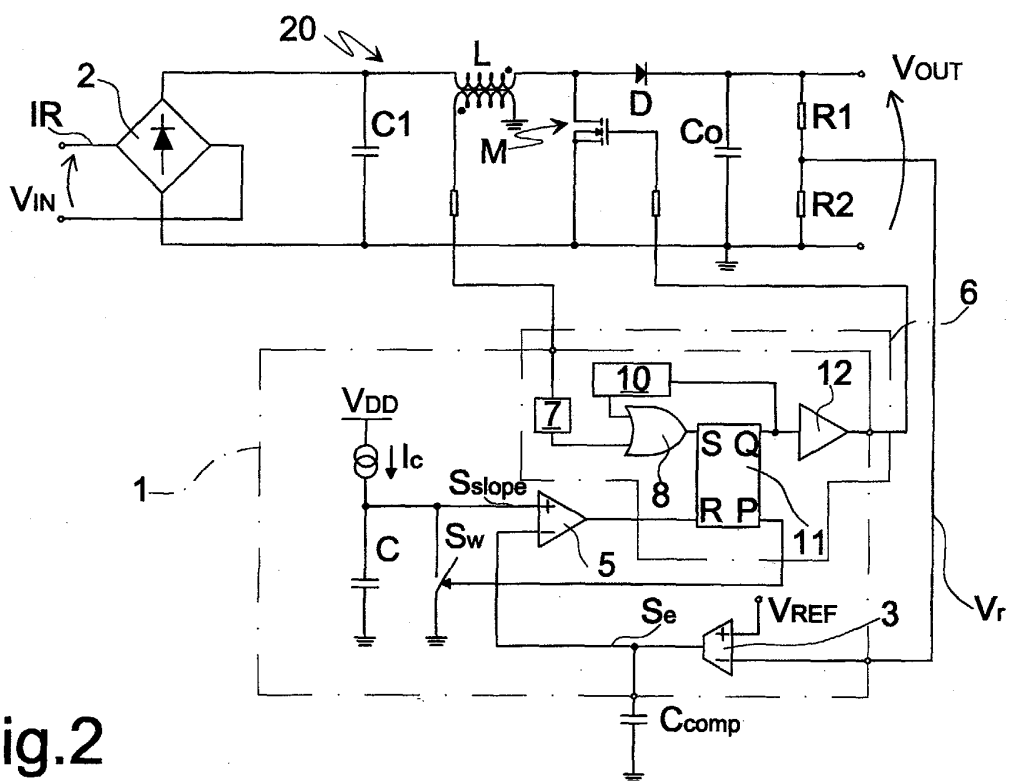 20
L
2
VOUT
IR
C1
D
Co
R1
M
VIN
R2
6
10
12
VDD
7
Ic
S Q
8
1
Sslope
+
R P
C
Sw
−
5
11
Se
VREF
3
Vr
+
−
Ccomp
ig.2